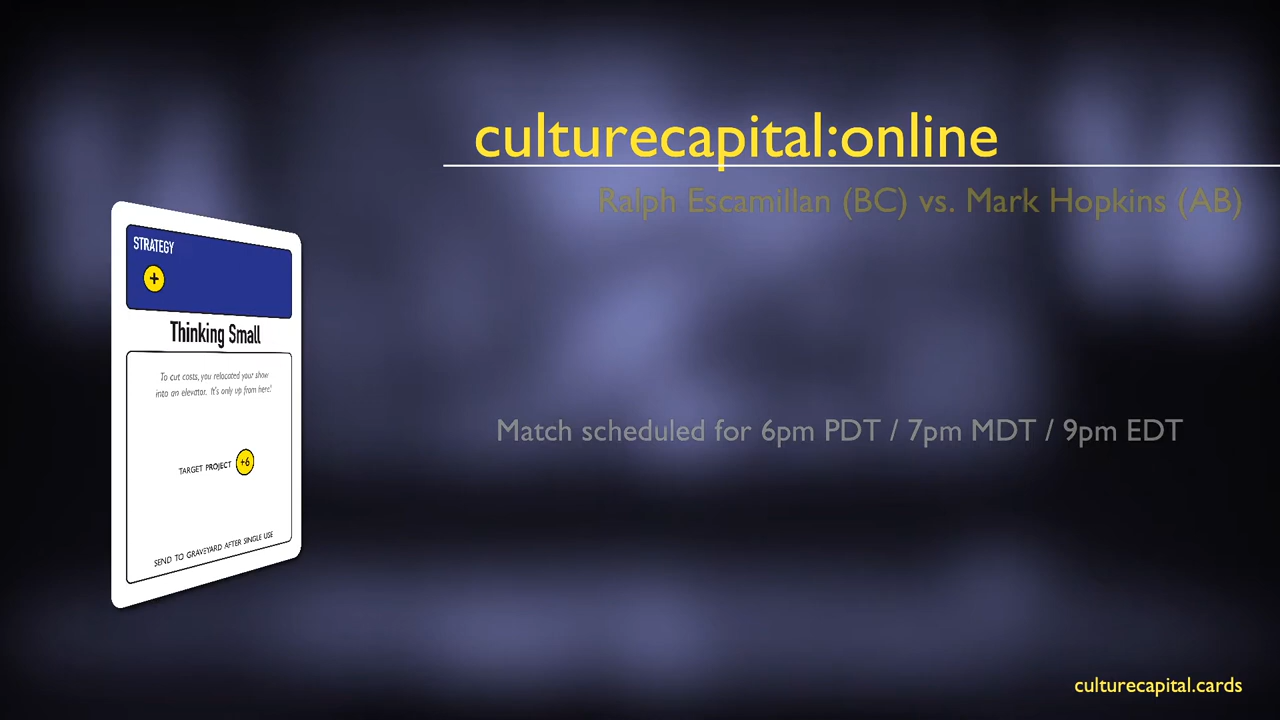 culturecapital:online
Ralph Escamillan (BC) vs. Mark Hopkins (AB)
STRATEGY
+
Thinking Small
To cut costs, you relocated your show
into an elevator. It's only up from here!
TARGET PROJECT +6
SEND TO GRAVEYARD AFTER SINGLE USE
Match scheduled for 6pm PDT / 7pm MDT / 9pm EDT
culturecapital.cards